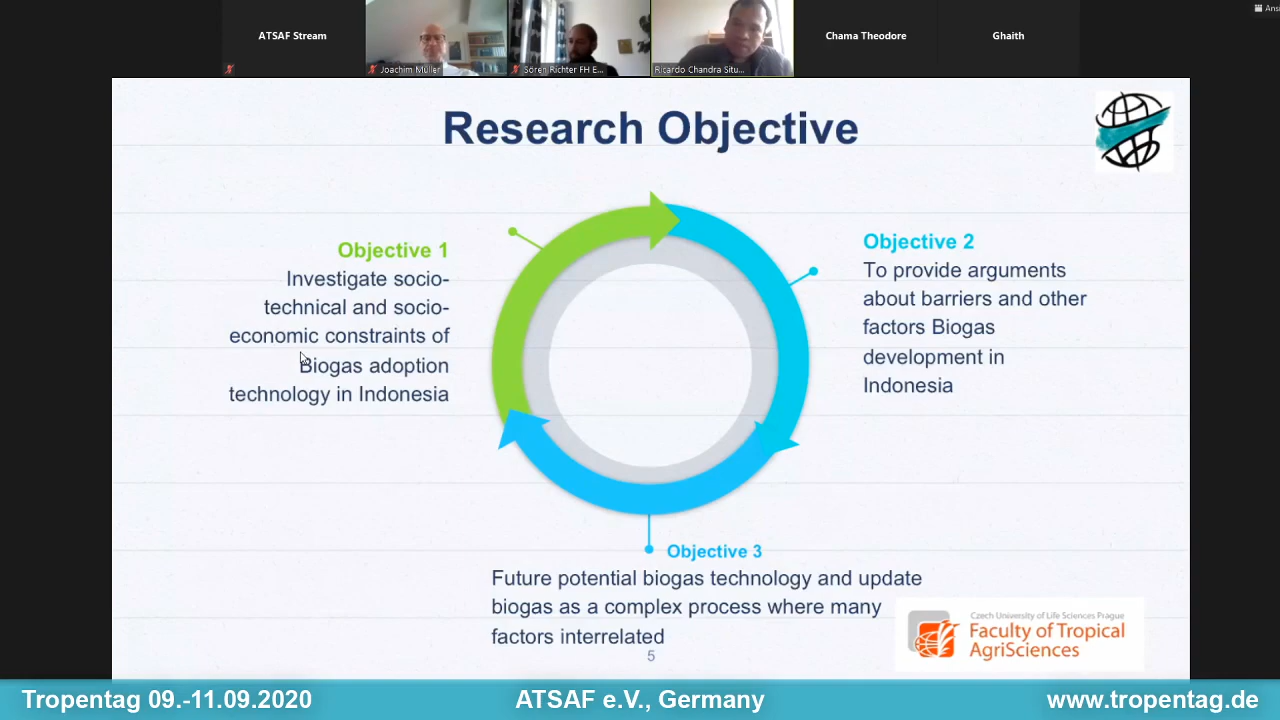 ATSAF Stream
Joachim Müller
Sören Richter FH E...
Ricardo Chandra Situ...
Chama Theodore
Ghaith
Ans
Research Objective
Objective 1
Investigate socio-
technical and socio-
economic constraints of
Biogas adoption
technology in Indonesia
Objective 2
To provide arguments
about barriers and other
factors Biogas
development in
Indonesia
Objective 3
Future potential biogas technology and update
biogas as a complex process where many
factors interrelated
5
Czech University of Life Sciences Prague
Faculty of Tropical
AgriSciences
Tropentag 09.-11.09.2020
ATSAF e.V., Germany
www.tropentag.de